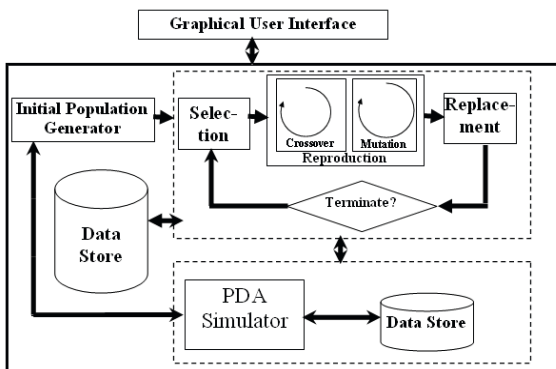 Graphical User Interface
Initial Population
Generator
Selec-
tion
Crossover
Mutation
Reproduction
Replace-
ment
Terminate?
Data
Store
PDA
Simulator
Data Store